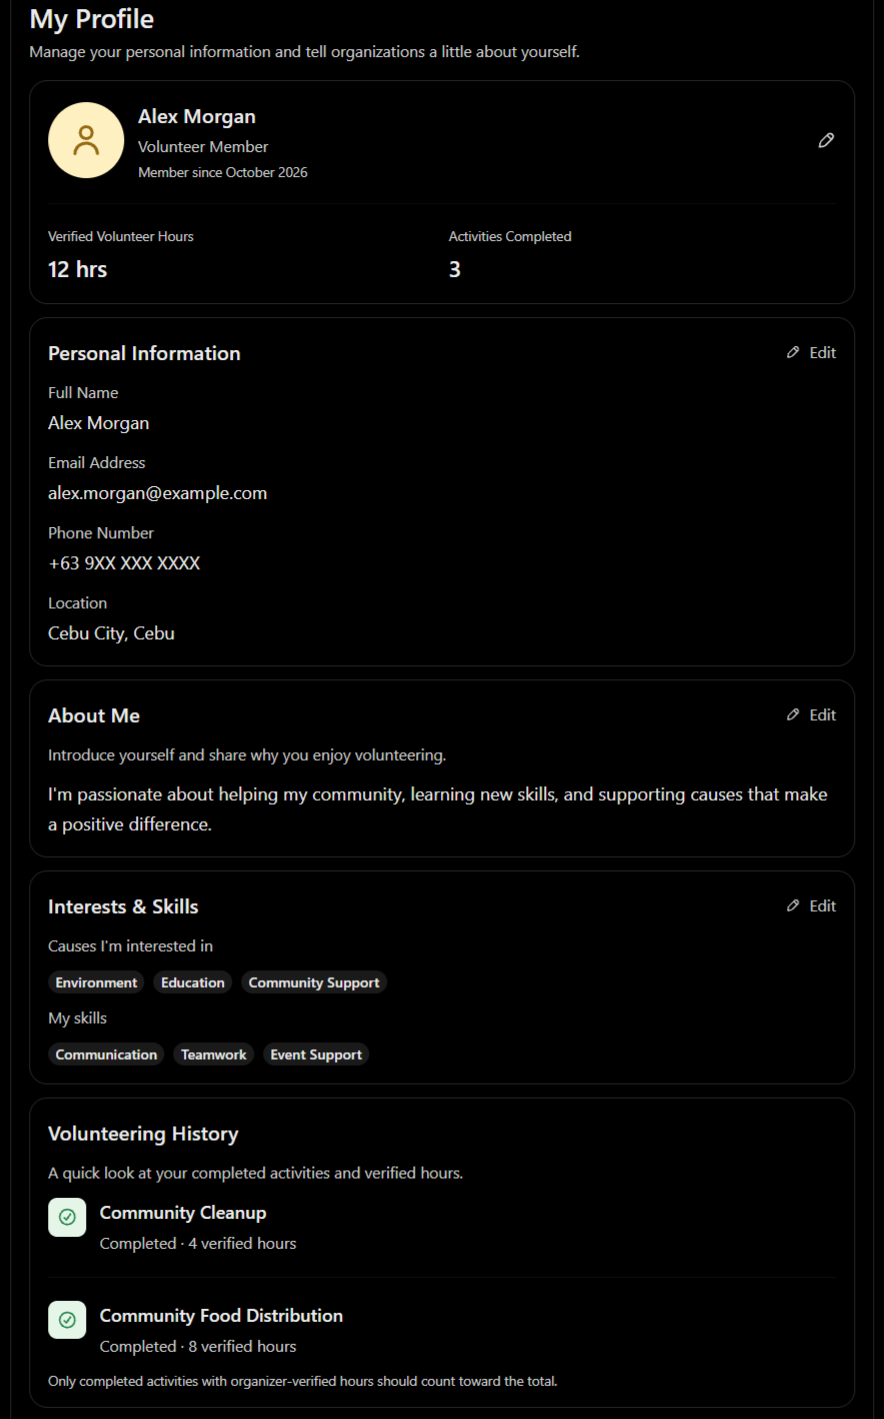 My Profile
Manage your personal information and tell organizations a little about yourself.
Alex Morgan
Volunteer Member
Member since October 2026
Verified Volunteer Hours
12 hrs
Activities Completed
3
Personal Information
Edit
Full Name
Alex Morgan
Email Address
alex.morgan@example.com
Phone Number
+63 9XX XXX XXXX
Location
Cebu City, Cebu
About Me
Edit
Introduce yourself and share why you enjoy volunteering.
I'm passionate about helping my community, learning new skills, and supporting causes that make
a positive difference.
Interests & Skills
Edit
Causes I'm interested in
Environment
Education
Community Support
My skills
Communication
Teamwork
Event Support
Volunteering History
A quick look at your completed activities and verified hours.
Community Cleanup
Completed · 4 verified hours
Community Food Distribution
Completed · 8 verified hours
Only completed activities with organizer-verified hours should count toward the total.